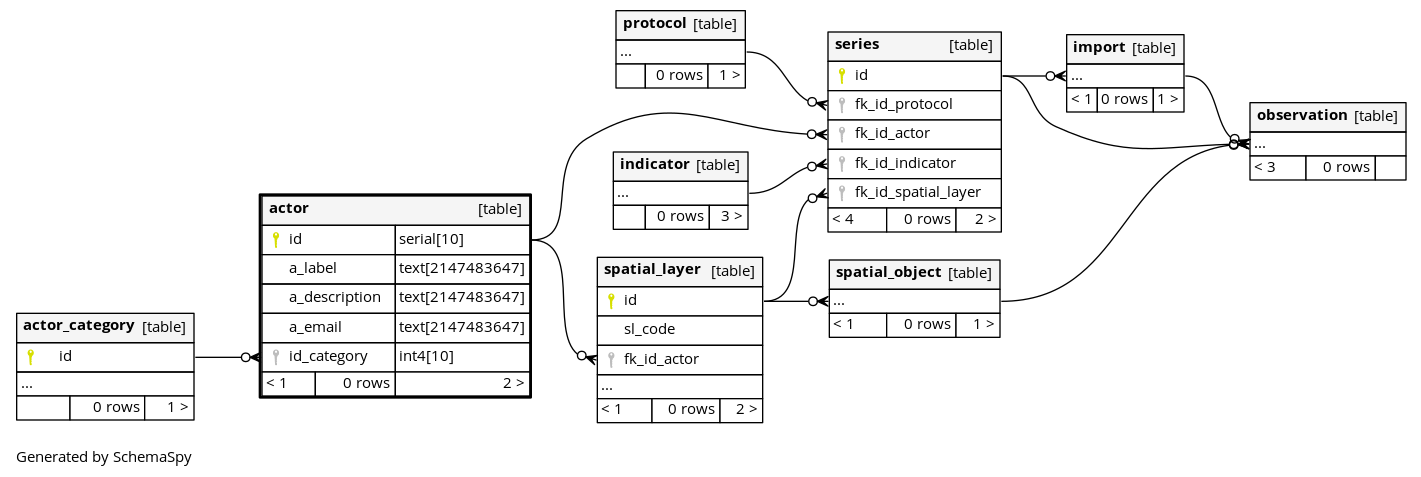 protocol [table]
...
0 rows 1 >
series [table]
id
fk_id_protocol
fk_id_actor
fk_id_indicator
fk_id_spatial_layer
< 4 0 rows 2 >
import [table]
...
< 1 0 rows 1 >
observation [table]
...
< 3 0 rows
indicator [table]
...
0 rows 3 >
actor [table]
id serial[10]
a_label text[2147483647]
a_description text[2147483647]
a_email text[2147483647]
id_category int4[10]
< 1 0 rows 2 >
spatial_layer [table]
id
sl_code
fk_id_actor
...
< 1 0 rows 2 >
spatial_object [table]
...
< 1 0 rows 1 >
actor_category [table]
id
...
0 rows 1 >
Generated by SchemaSpy